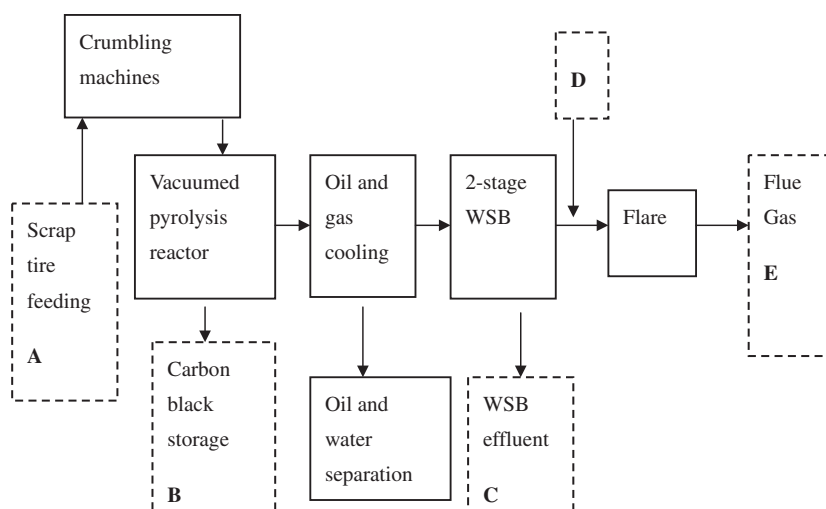 Crumbling
machines
D
Vacuumed
pyrolysis
reactor
Oil and
gas
cooling
2-stage
WSB
Flare
Flue
Gas
E
Scrap
tire
feeding
A
Carbon
black
storage
B
Oil and
water
separation
WSB
effluent
C